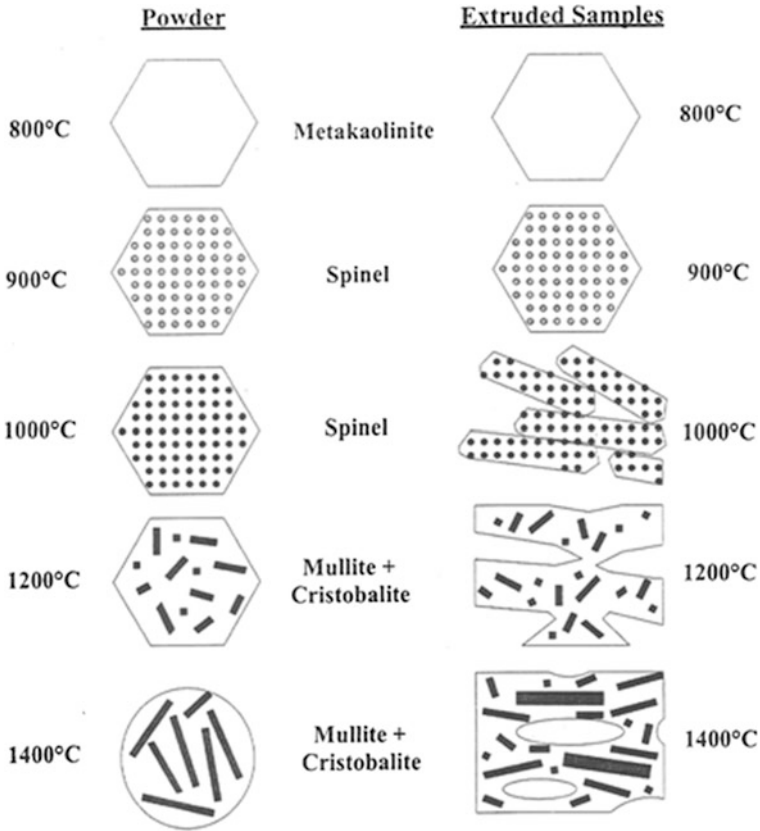 Powder Extruded Samples
800°C Metakaolinite 800°C
900°C Spinel 900°C
1000°C Spinel 1000°C
1200°C Mullite + Cristobalite 1200°C
1400°C Mullite + Cristobalite 1400°C